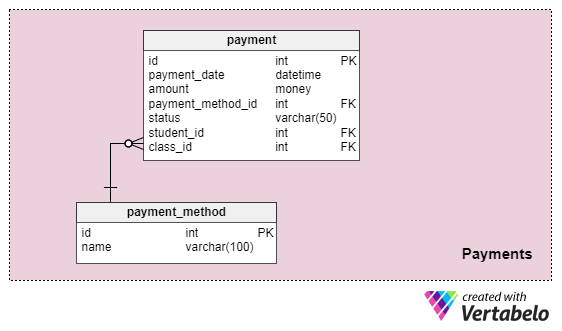 payment
id int PK
payment_date datetime
amount money
payment_method_id int FK
status varchar(50)
student_id int FK
class_id int FK
payment_method
id int PK
name varchar(100)
Payments
created with
Vertabelo